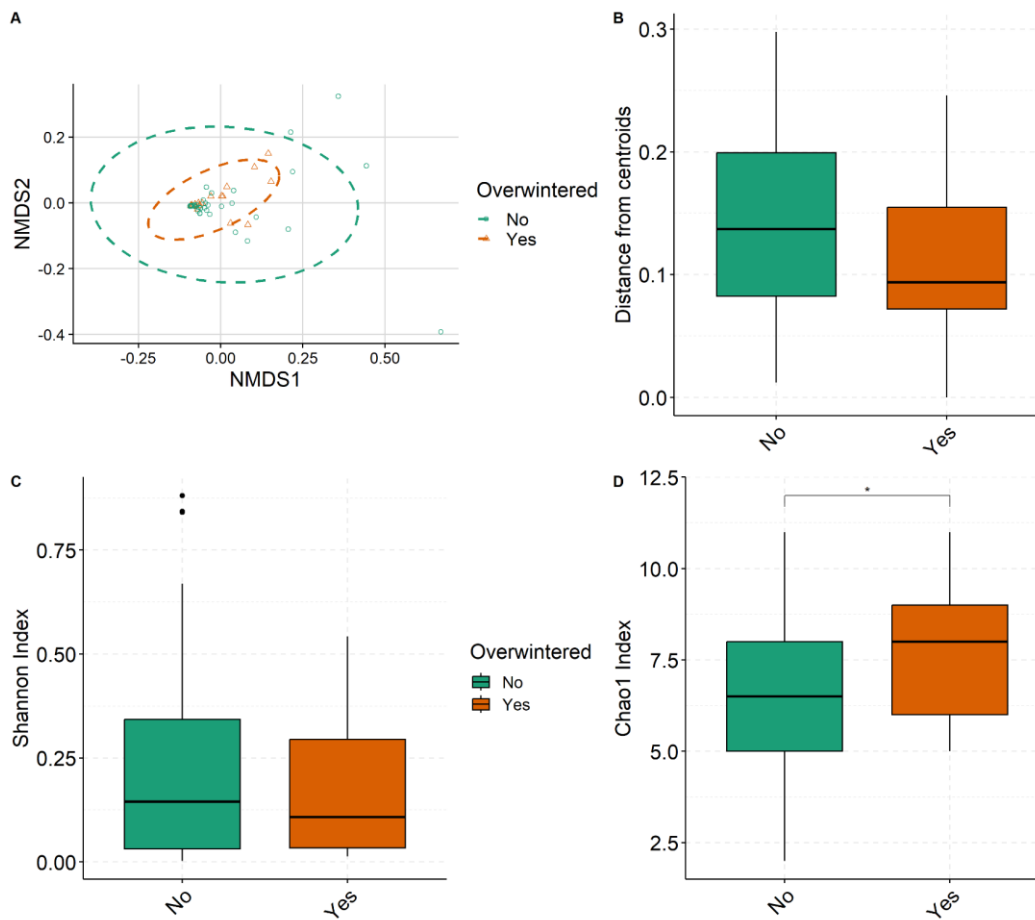 A
NMDS2
0.2
0.0
-0.2
-0.4
-0.25
0.00
0.25
0.50
NMDS1
Overwintered
No
Yes
B
Distance from centroids
0.3
0.2
0.1
0.0
No
Yes
C
Shannon Index
0.75
0.50
0.25
0.00
No
Yes
Overwintered
No
Yes
D
Chao1 Index
12.5
10.0
7.5
5.0
2.5
*
No
Yes